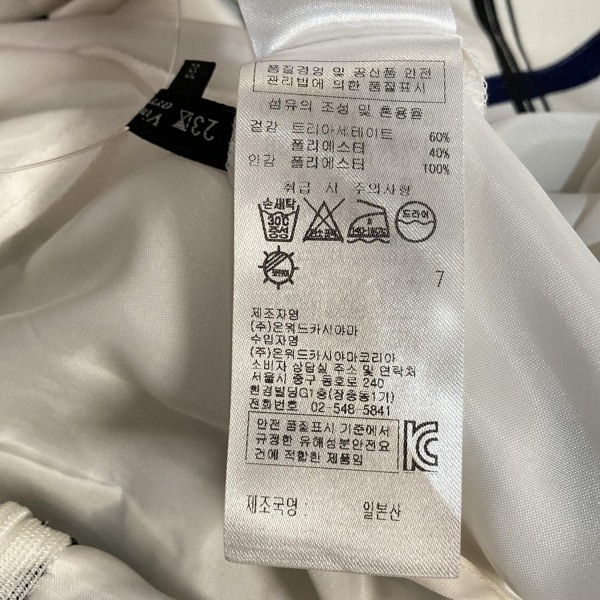 품질경영 및 공산품 안전
관리법에 의한 품질표시
섬유의 조성 및 혼용율
겉감 트리아세테이트 60%
폴리에스터 40%
안감 폴리에스터 100%
취급 시 주의사항
손세탁
30℃
중성
드라이
7
제조자명
(주)온워드카시야마
수입자명
(주)온워드카시야마코리아
소비자 상담실 주소 및 연락처
서울시 중구 동호로 240
환경빌딩G1층(장충동1가)
전화번호 02-548-5841
안전 품질표시 기준에서
규정한 유해성분안전요
건에 적합한 제품임
제조국명 일본산
23区